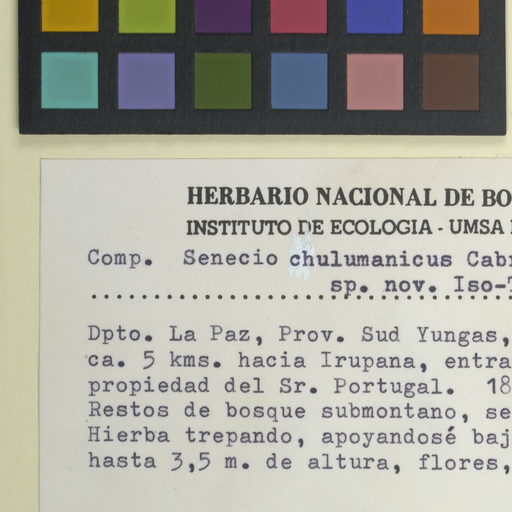 HERBARIO NACIONAL DE BO
INSTITUTO DE ECOLOGIA - UMSA
Comp. Senecio chulumanicus Cab
sp. nov. Iso-
Dpto. La Paz, Prov. Sud Yungas,
ca. 5 kms. hacia Irupana, entra
propiedad del Sr. Portugal. 18
Restos de bosque submontano, se
Hierba trepando, apoyandosé baj
hasta 3,5 m. de altura, flores,